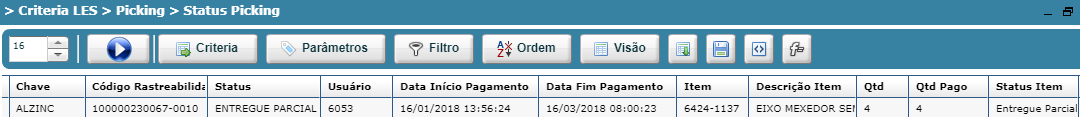 > Criteria LES > Picking > Status Picking
16 Criteria Parâmetros Filtro Ordem Visão
Chave Código Rastreabilida Status Usuário Data Início Pagamento Data Fim Pagamento Item Descrição Item Qtd Qtd Pago Status Item
ALZINC 100000230067-0010 ENTREGUE PARCIAL 6053 16/01/2018 13:56:24 16/03/2018 08:00:23 6424-1137 EIXO MEXEDOR SEM 4 4 Entregue Parcial